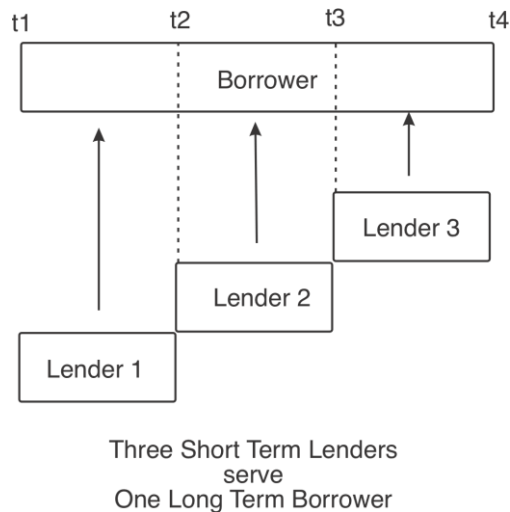 t1 t2 t3 t4
Borrower
Lender 3
Lender 2
Lender 1
Three Short Term Lenders
serve
One Long Term Borrower